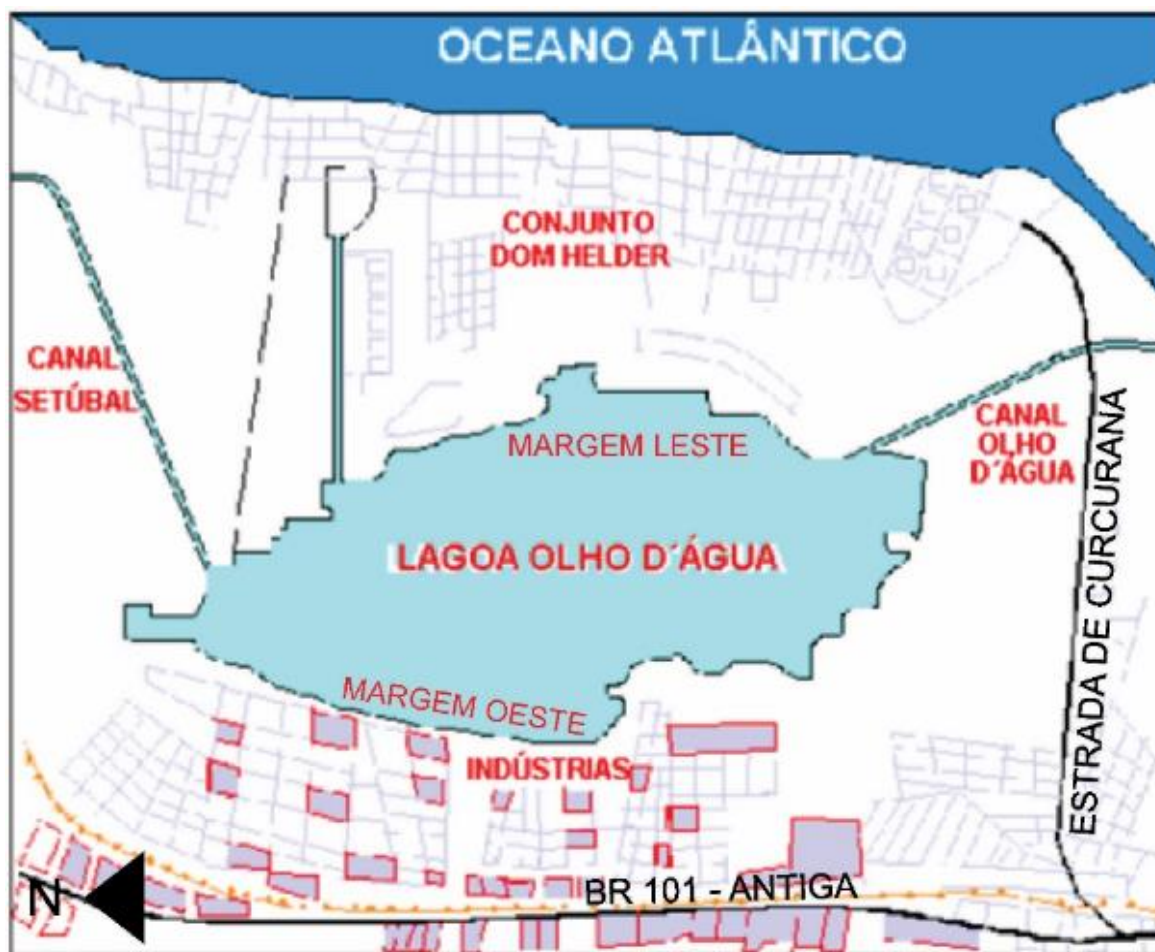 OCEANO ATLÂNTICO
CONJUNTO
DOM HELDER
CANAL
SETÚBAL
CANAL
OLHO
D´ÁGUA
MARGEM LESTE
LAGOA OLHO D´ÁGUA
ESTRADA DE CURCURANA
MARGEM OESTE
INDÚSTRIAS
BR 101 - ANTIGA
N